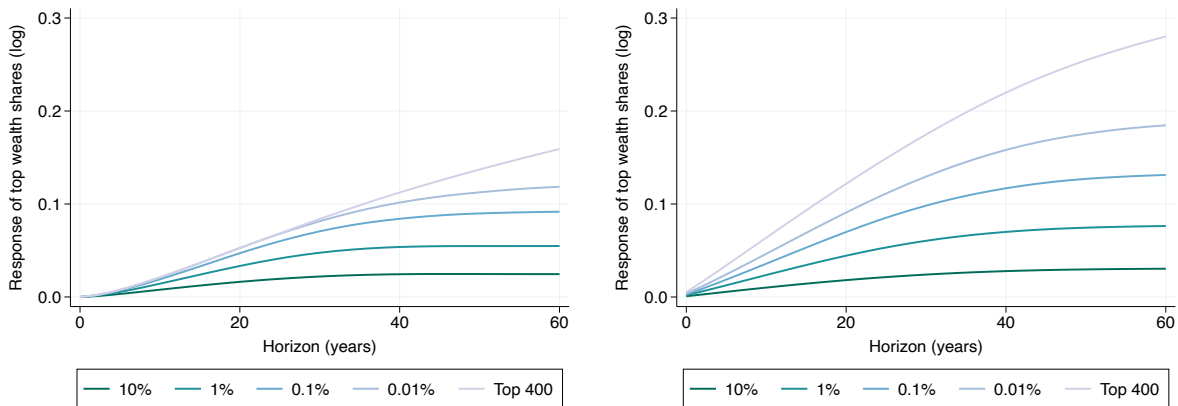 Response of top wealth shares (log)
0.3
0.2
0.1
0.0
0 20 40 60
Horizon (years)
10% 1% 0.1% 0.01% Top 400
Response of top wealth shares (log)
0.3
0.2
0.1
0.0
0 20 40 60
Horizon (years)
10% 1% 0.1% 0.01% Top 400